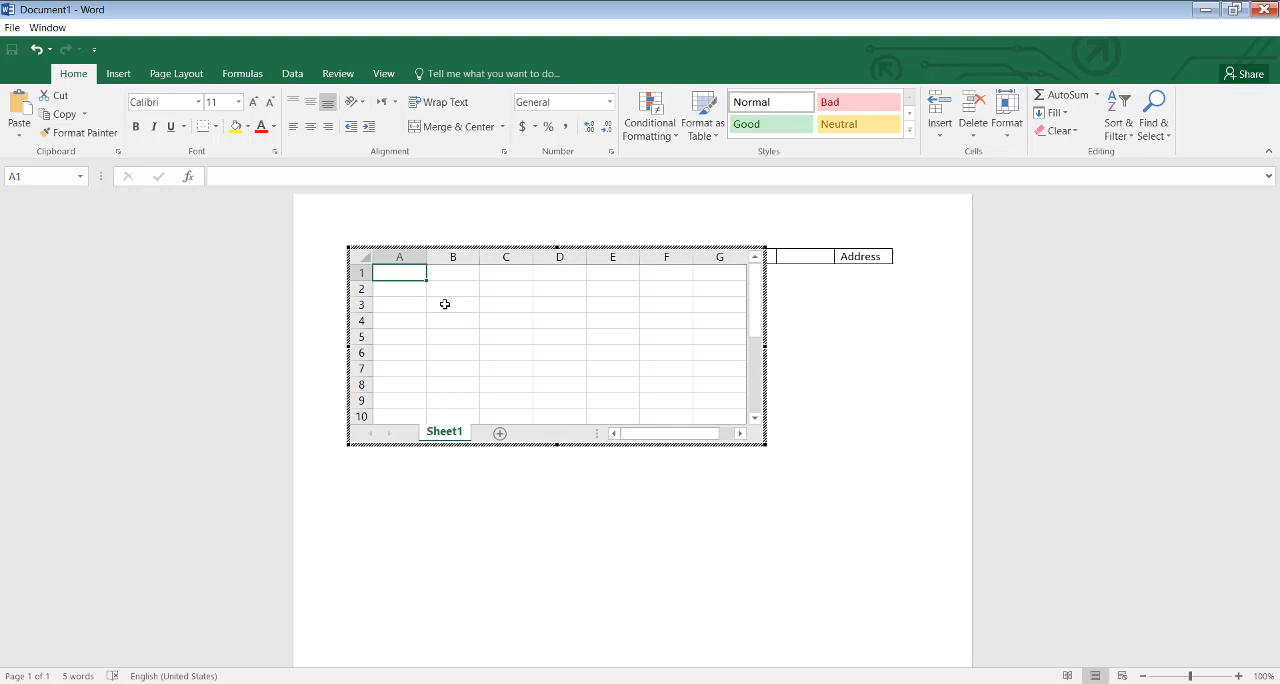 Document1 - Word
File Window
Home Insert Page Layout Formulas Data Review View Tell me what you want to do... Share
Paste Cut Copy Format Painter
Calibri 11
B I U A
Wrap Text
Merge & Center
General
$ % ,
Conditional Formatting
Format as Table
Normal Bad
Good Neutral
Insert Delete Format
AutoSum
Fill
Clear
Sort & Filter
Find & Select
Clipboard Font Alignment Number Styles Cells Editing
A1 fx
A B C D E F G
Address
1
2
3
4
5
6
7
8
9
10
Sheet1
Page 1 of 1 5 words English (United States) 100%